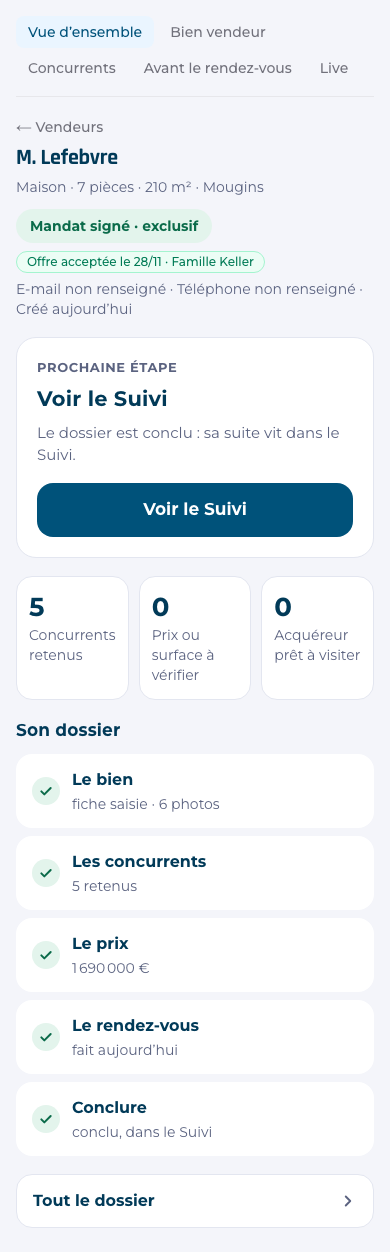 Vue d’ensemble
Bien vendeur
Concurrents
Avant le rendez-vous
Live
← Vendeurs
M. Lefebvre
Maison · 7 pièces · 210 m² · Mougins
Mandat signé · exclusif
Offre acceptée le 28/11 · Famille Keller
E-mail non renseigné · Téléphone non renseigné ·
Créé aujourd’hui
PROCHAINE ÉTAPE
Voir le Suivi
Le dossier est conclu : sa suite vit dans le
Suivi.
Voir le Suivi
5
Concurrents
retenus
0
Prix ou
surface à
vérifier
0
Acquéreur
prêt à visiter
Son dossier
Le bien
fiche saisie · 6 photos
Les concurrents
5 retenus
Le prix
1 690 000 €
Le rendez-vous
fait aujourd’hui
Conclure
conclu, dans le Suivi
Tout le dossier